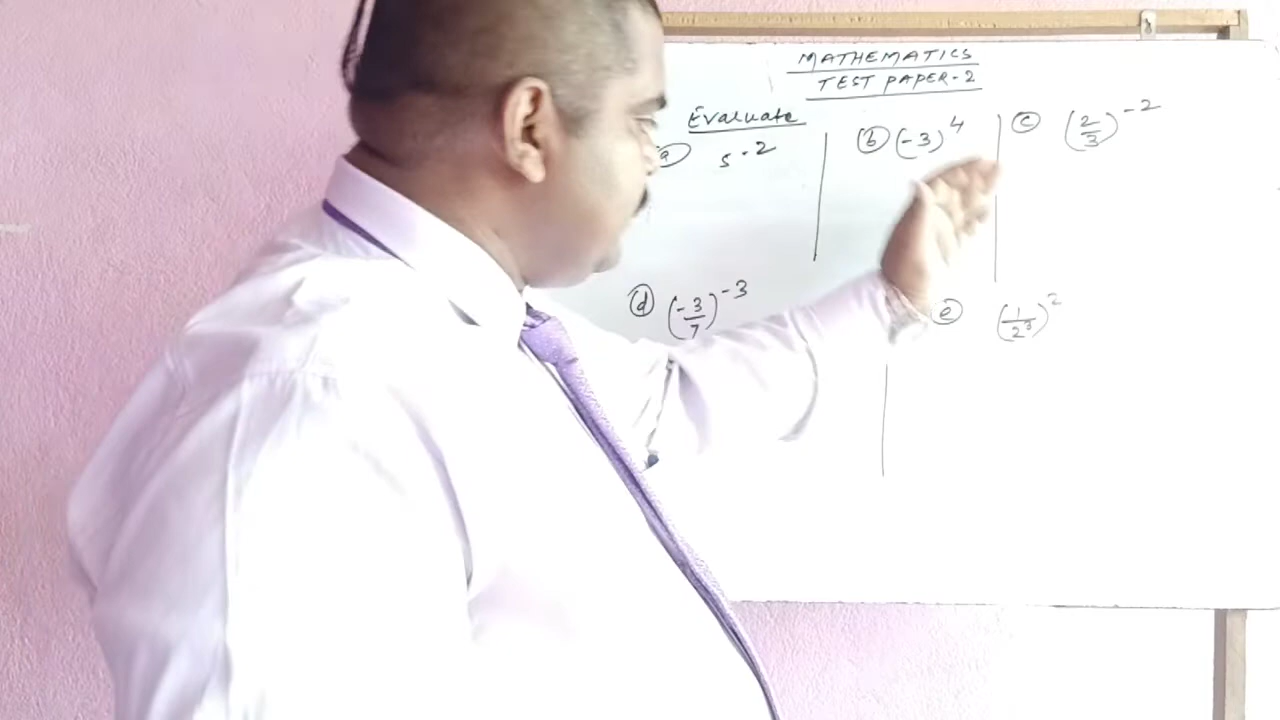 MATHEMATICS
TEST PAPER-2
Evaluate
(a) 5⁻²
(b) (-3)⁴
(c) (2/3)⁻²
(d) (-3/7)⁻³
(e) (1/2³)²